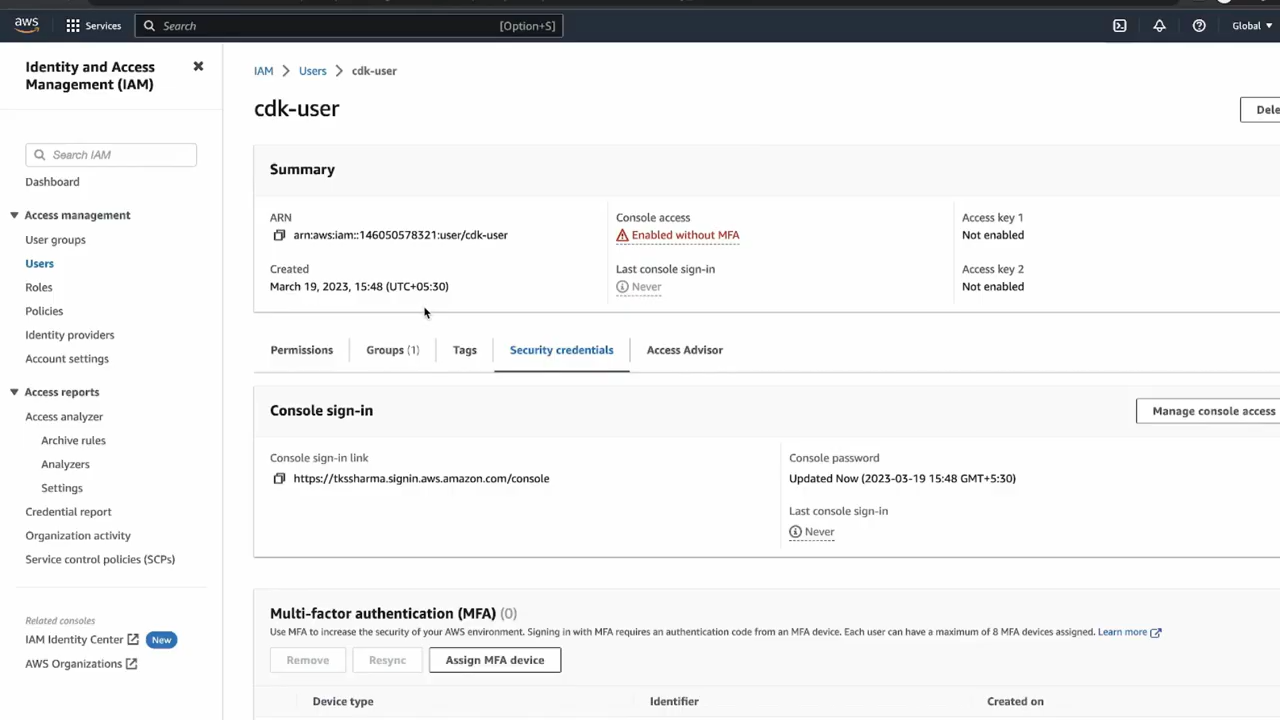 aws Services Search [Option+S] Global
Identity and Access Management (IAM)
Search IAM
Dashboard
Access management
User groups
Users
Roles
Policies
Identity providers
Account settings
Access reports
Access analyzer
Archive rules
Analyzers
Settings
Credential report
Organization activity
Service control policies (SCPs)
Related consoles
IAM Identity Center New
AWS Organizations
IAM Users cdk-user
cdk-user
Dele
Summary
ARN
arn:aws:iam::146050578321:user/cdk-user
Created
March 19, 2023, 15:48 (UTC+05:30)
Console access
Enabled without MFA
Last console sign-in
Never
Access key 1
Not enabled
Access key 2
Not enabled
Permissions Groups (1) Tags Security credentials Access Advisor
Console sign-in
Manage console access
Console sign-in link
https://tkssharma.signin.aws.amazon.com/console
Console password
Updated Now (2023-03-19 15:48 GMT+5:30)
Last console sign-in
Never
Multi-factor authentication (MFA) (0)
Use MFA to increase the security of your AWS environment. Signing in with MFA requires an authentication code from an MFA device. Each user can have a maximum of 8 MFA devices assigned. Learn more
Remove Resync Assign MFA device
Device type Identifier Created on